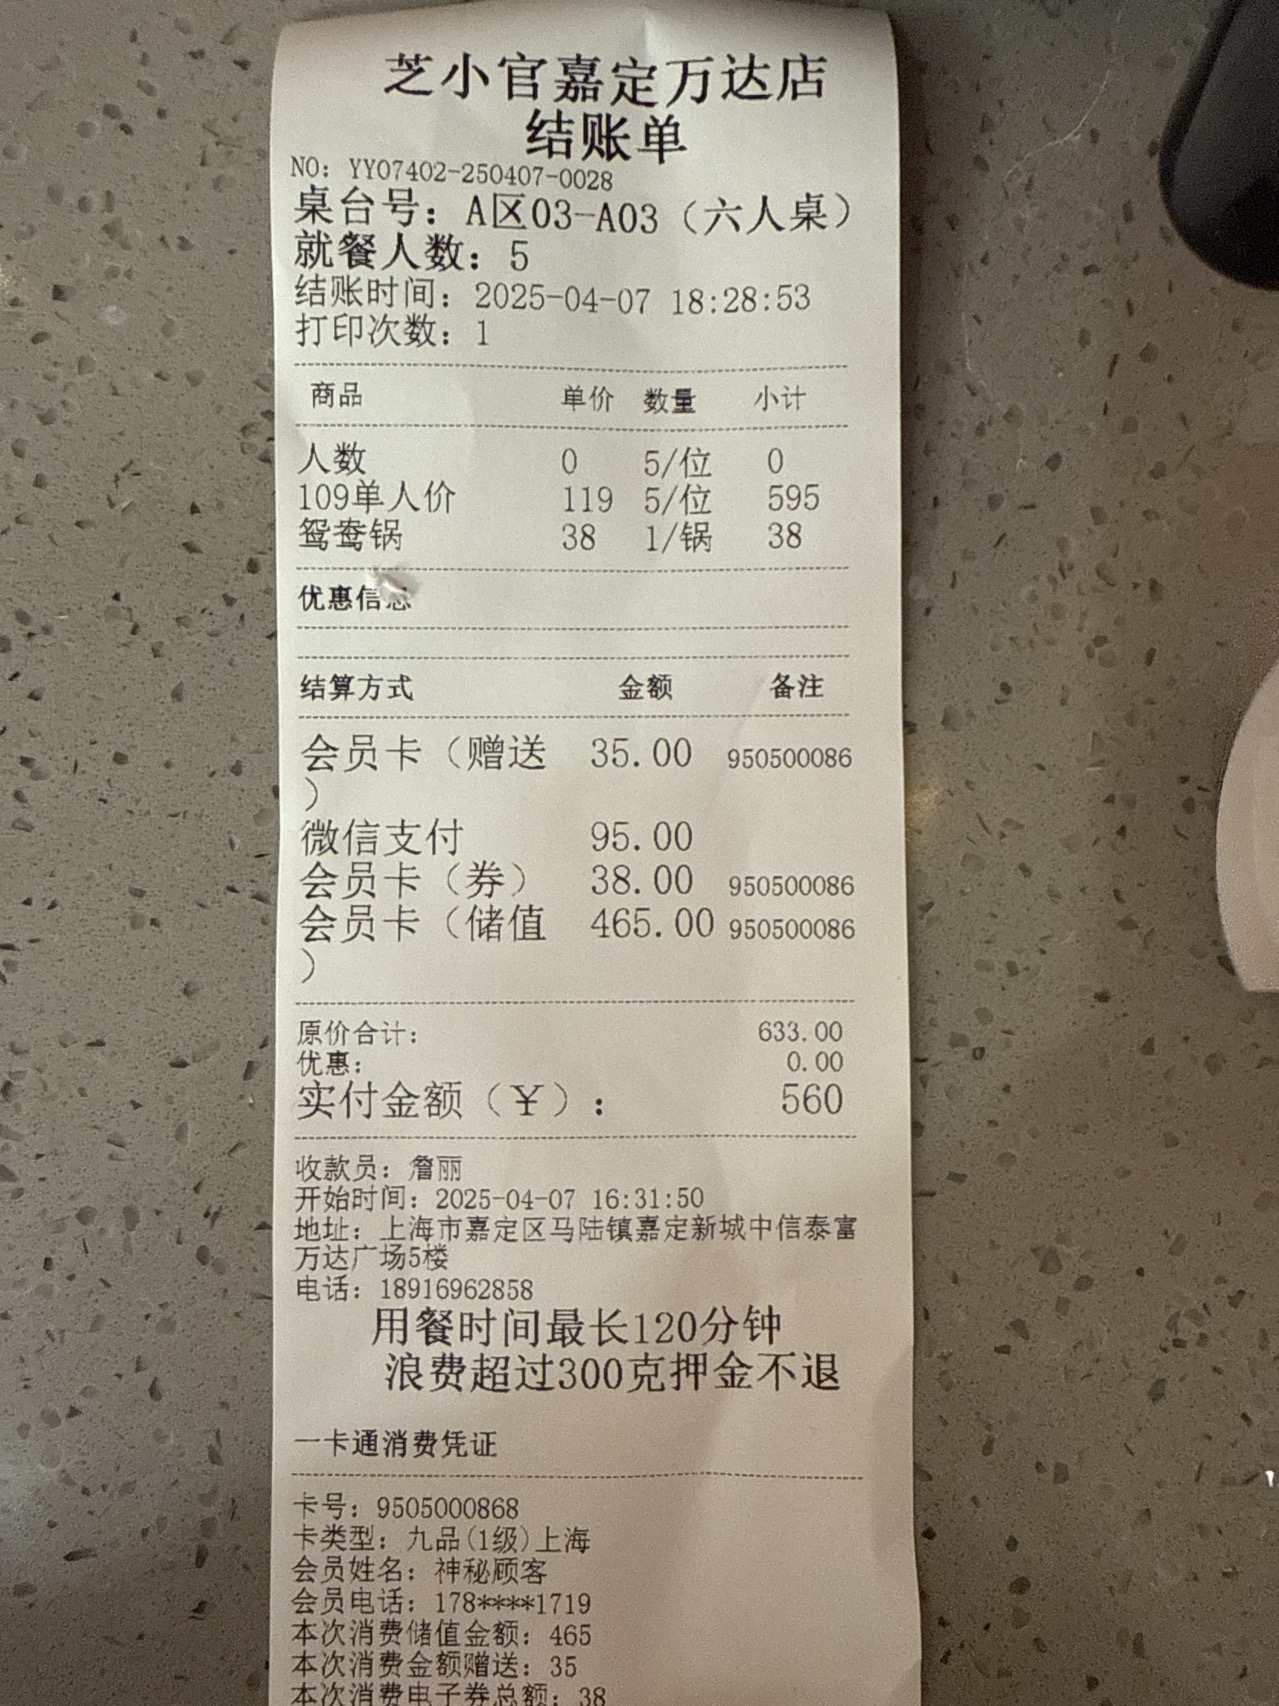 芝小官嘉定万达店
结账单
NO: YY07402-250407-0028
桌台号: A区03-A03（六人桌）
就餐人数: 5
结账时间: 2025-04-07 18:28:53
打印次数: 1
商品 单价 数量 小计
人数 0 5/位 0
109单人价 119 5/位 595
鸳鸯锅 38 1/锅 38
优惠信息
结算方式 金额 备注
会员卡（赠送 35.00 950500086
）
微信支付 95.00
会员卡（券） 38.00 950500086
会员卡（储值 465.00 950500086
）
原价合计: 633.00
优惠: 0.00
实付金额（￥）: 560
收款员: 詹丽
开始时间: 2025-04-07 16:31:50
地址: 上海市嘉定区马陆镇嘉定新城中信泰富
万达广场5楼
电话: 18916962858
用餐时间最长120分钟
浪费超过300克押金不退
一卡通消费凭证
卡号: 9505000868
卡类型: 九品(1级)上海
会员姓名: 神秘顾客
会员电话: 178****1719
本次消费储值金额: 465
本次消费金额赠送: 35
本次消费电子券总额: 38